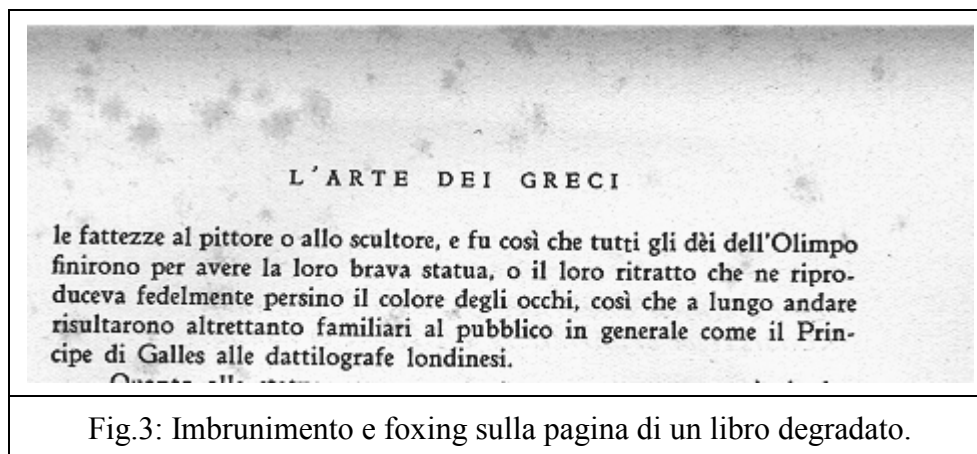 L'ARTE DEI GRECI
le fattezze al pittore o allo scultore, e fu così che tutti gli dèi dell'Olimpo
finirono per avere la loro brava statua, o il loro ritratto che ne ripro-
duceva fedelmente persino il colore degli occhi, così che a lungo andare
risultarono altrettanto familiari al pubblico in generale come il Prin-
cipe di Galles alle dattilografe londinesi.
Fig.3: Imbrunimento e foxing sulla pagina di un libro degradato.